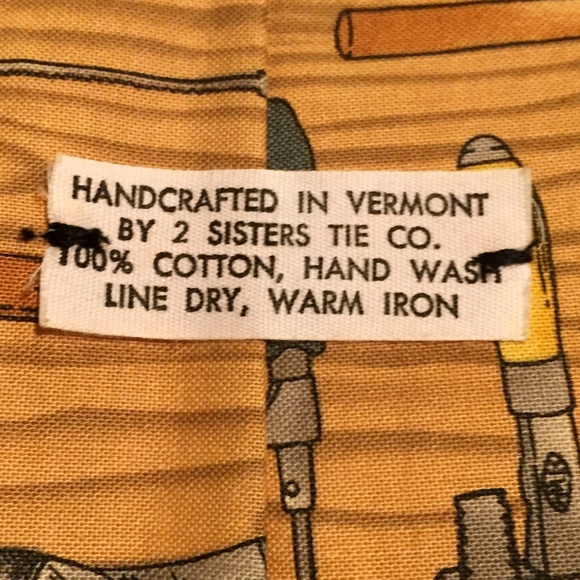 HANDCRAFTED IN VERMONT
BY 2 SISTERS TIE CO.
100% COTTON, HAND WASH
LINE DRY, WARM IRON